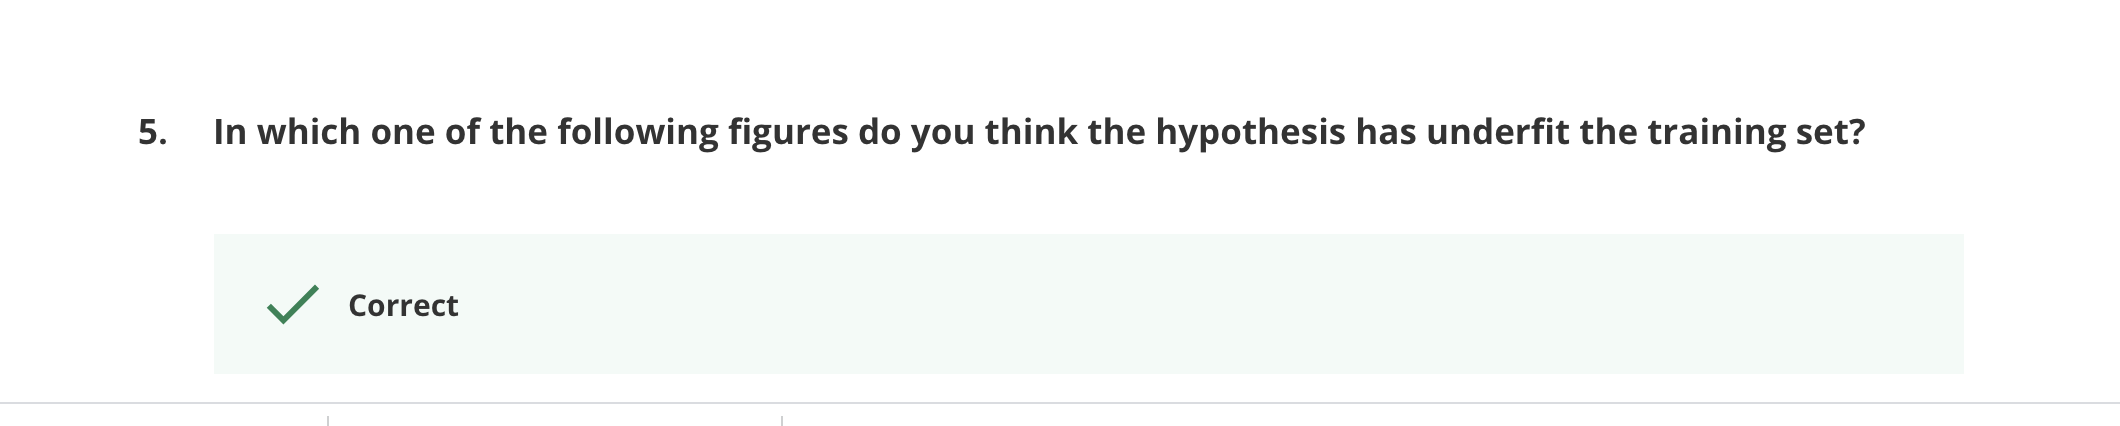 5. In which one of the following figures do you think the hypothesis has underfit the training set?
Correct